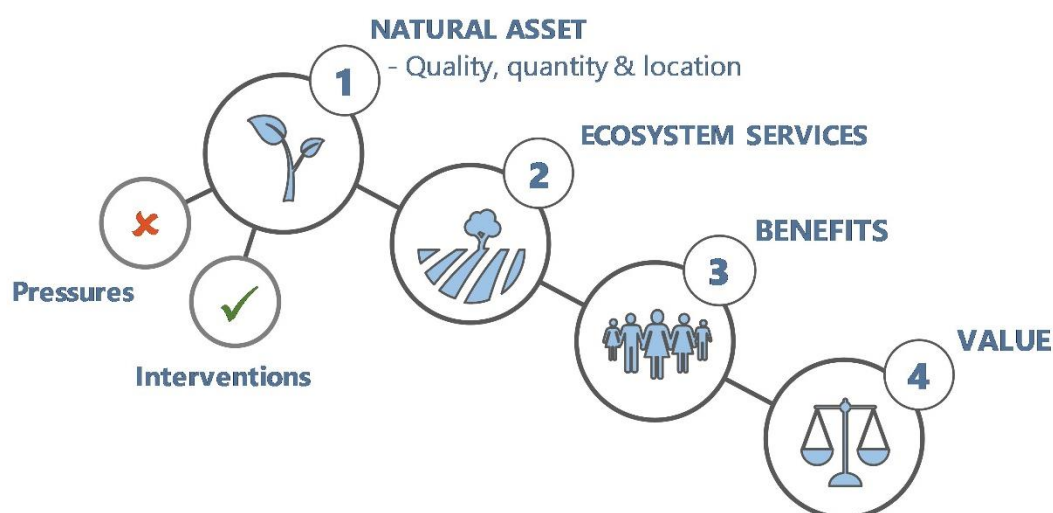 NATURAL ASSET
1
- Quality, quantity & location
ECOSYSTEM SERVICES
2
BENEFITS
3
Pressures
VALUE
4
Interventions